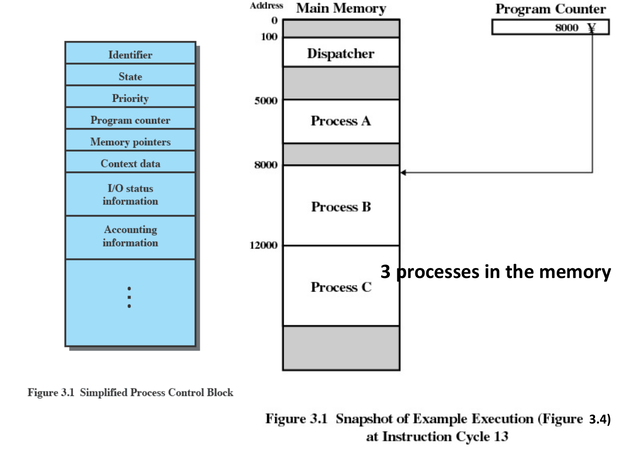 Identifier
State
Priority
Program counter
Memory pointers
Context data
I/O status
information
Accounting
information
Figure 3.1 Simplified Process Control Block
Address
Main Memory
0
100
Dispatcher
5000
Process A
8000
Process B
12000
Process C
Program Counter
8000 ¥
3 processes in the memory
Figure 3.1 Snapshot of Example Execution (Figure 3.4)
at Instruction Cycle 13